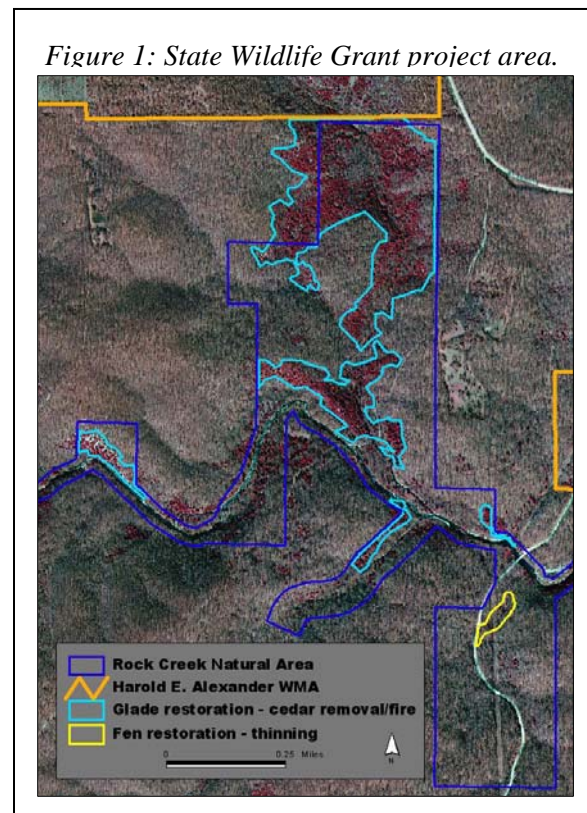 Figure 1: State Wildlife Grant project area.
Rock Creek Natural Area
Harold E. Alexander WMA
Glade restoration - cedar removal/fire
Fen restoration - thinning
0 0.25 Miles
N